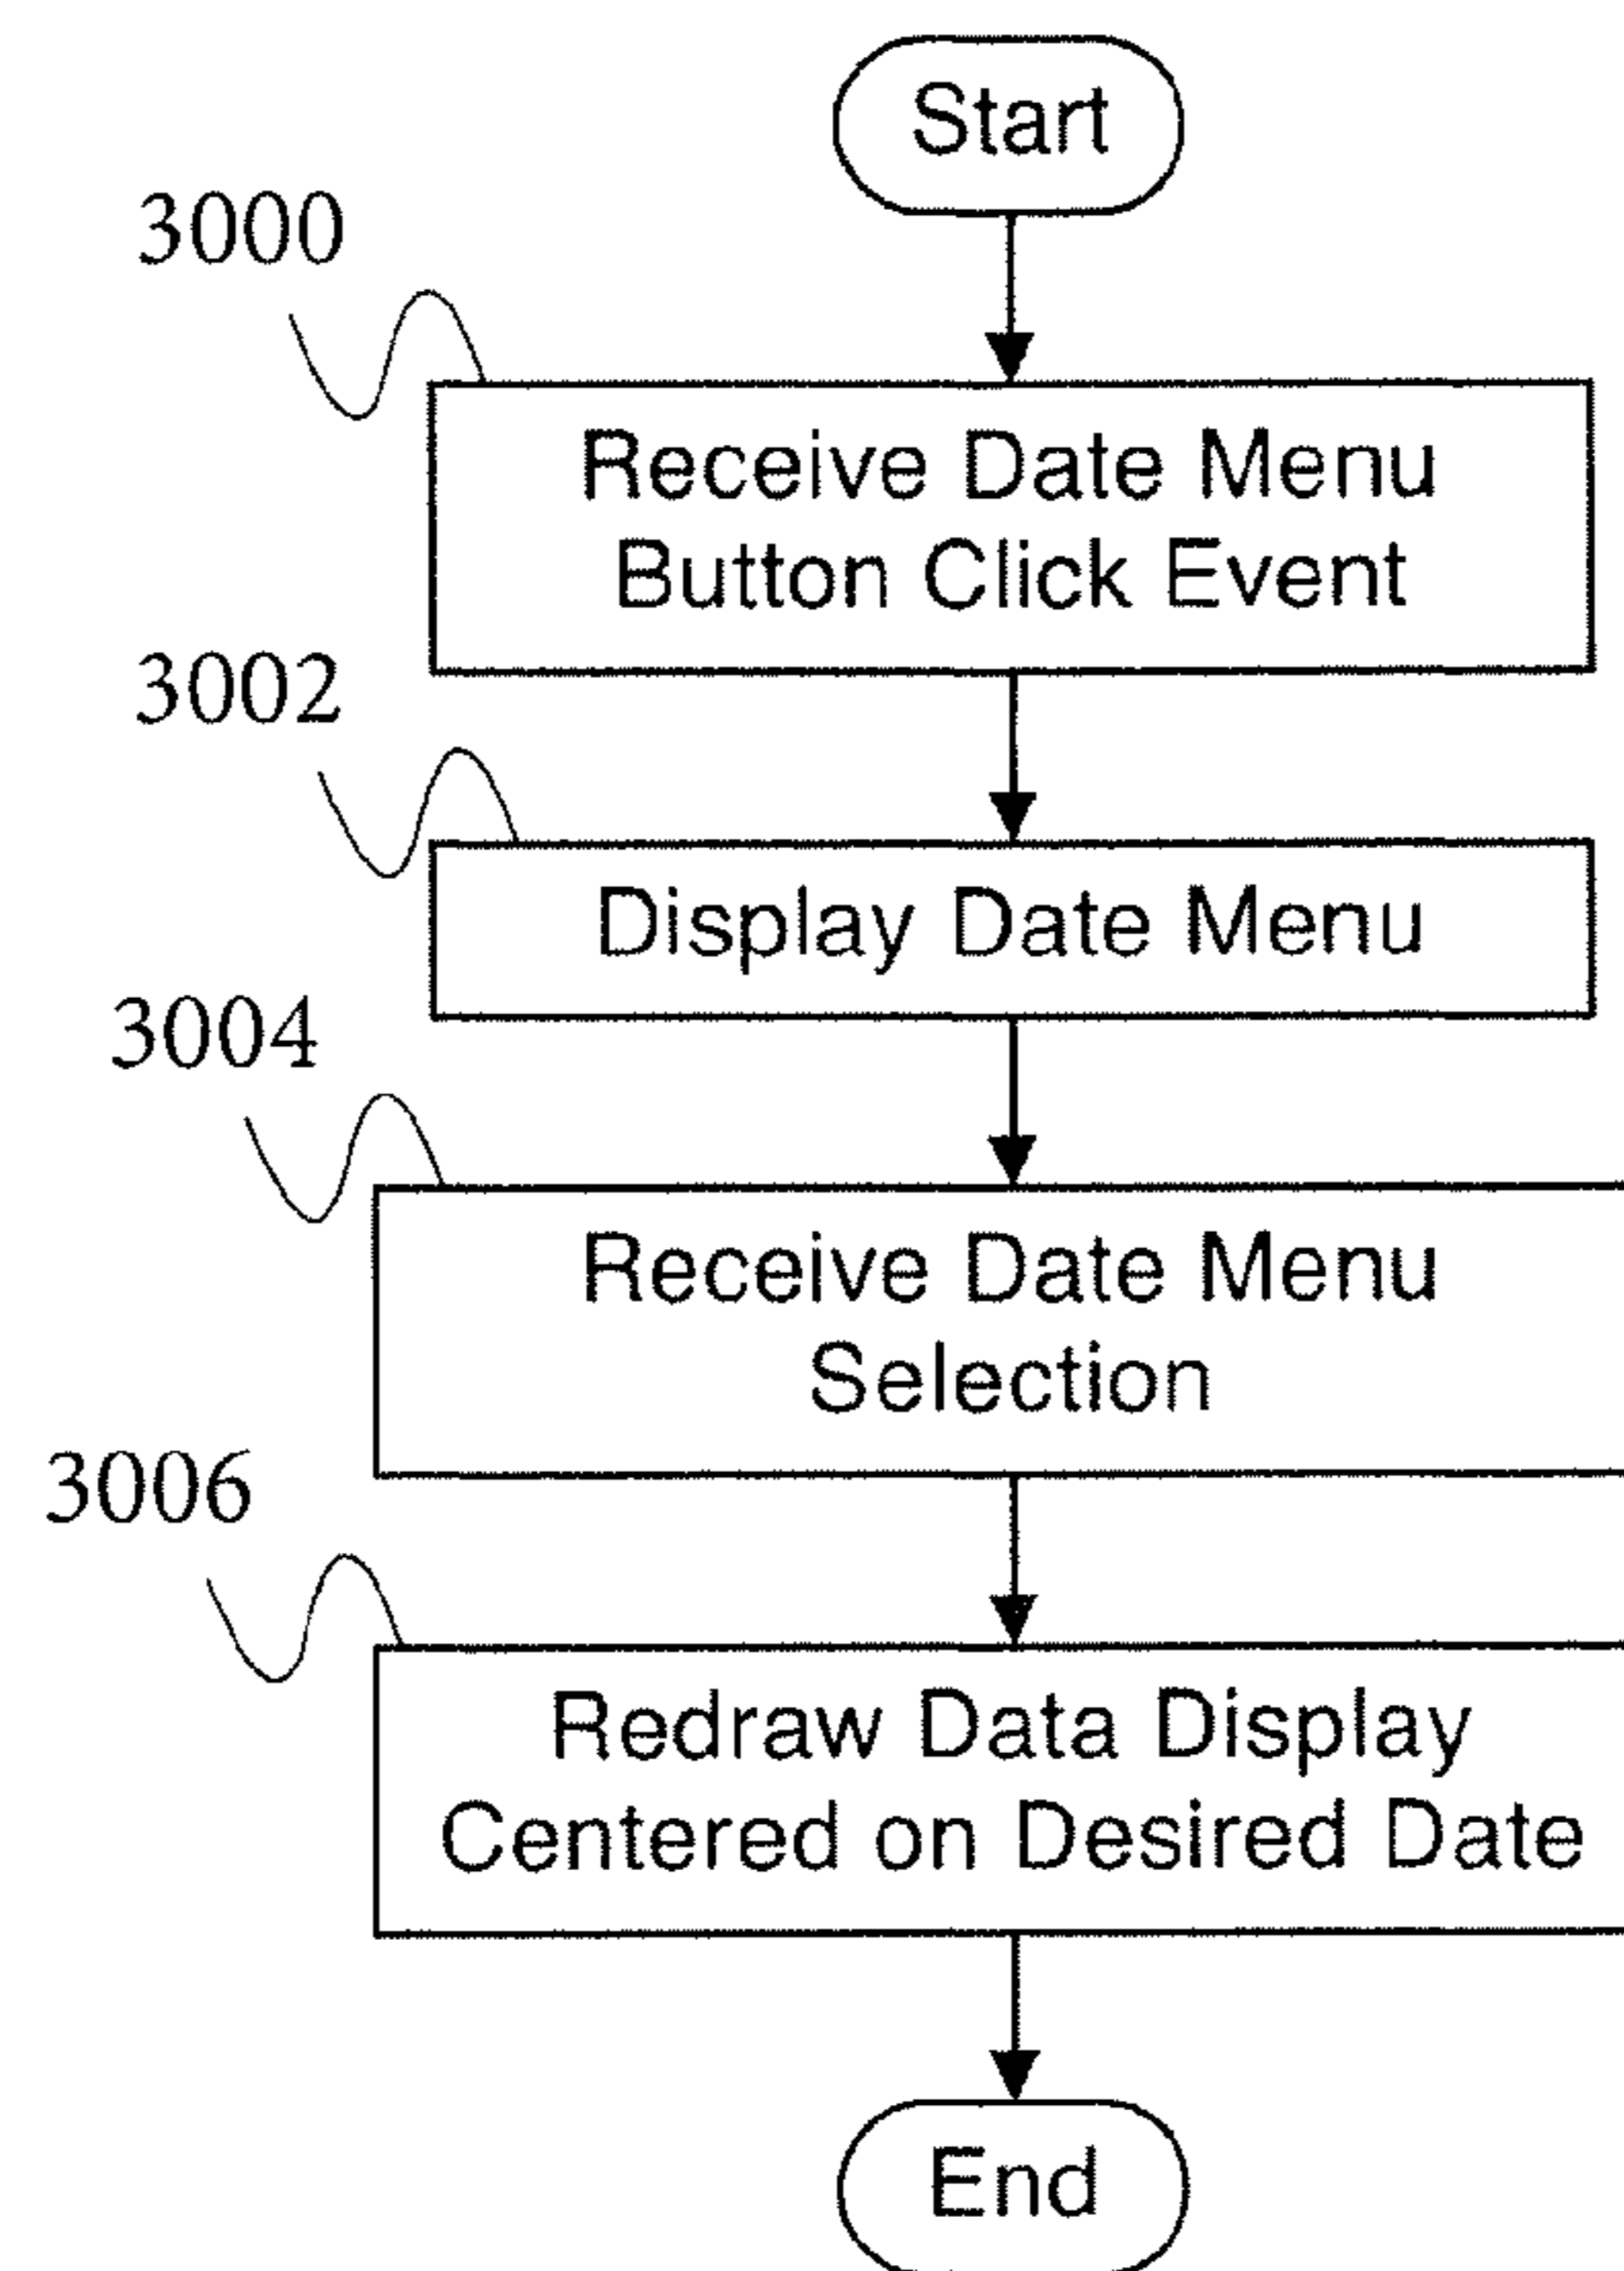 Start
3000
Receive Date Menu
Button Click Event
3002
Display Date Menu
3004
Receive Date Menu
Selection
3006
Redraw Data Display
Centered on Desired Date
End